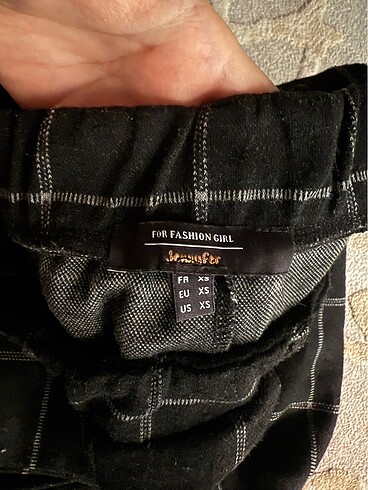 FOR FASHION GIRL
Jennyfer
FR XS
EU XS
US XS